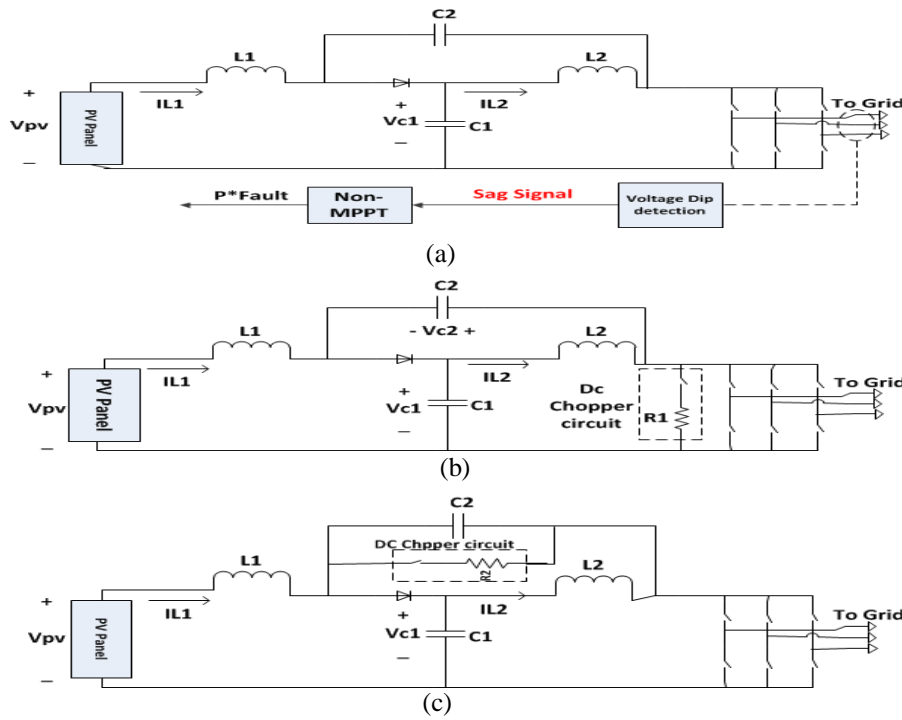 C2
L1
L2
+
IL1
+
IL2
To Grid
Vpv
PV Panel
Vc1
C1
–
–
P*Fault
Non-
MPPT
Sag Signal
Voltage Dip
detection
(a)
C2
L1
- Vc2 +
L2
+
IL1
+
IL2
To Grid
Vpv
PV Panel
Vc1
C1
Dc
Chopper
circuit
R1
–
–
(b)
C2
DC Chpper circuit
L1
R2
L2
+
IL1
+
IL2
To Grid
Vpv
PV Panel
Vc1
C1
–
–
(c)